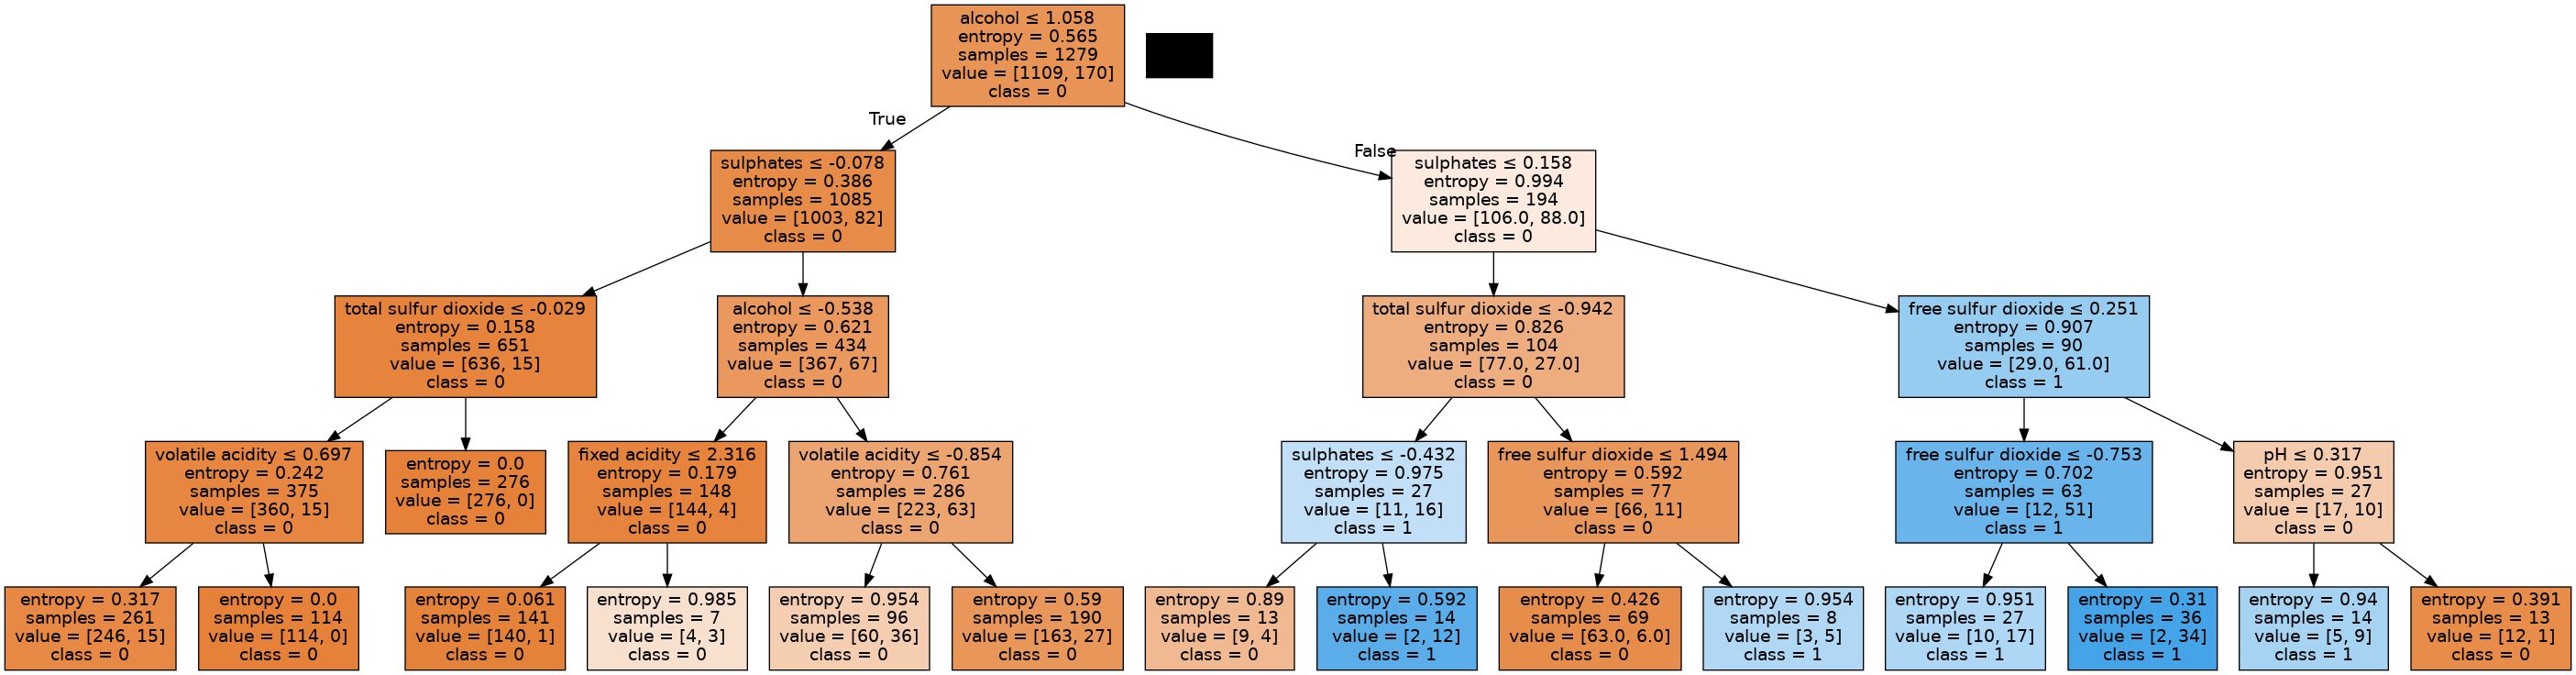 alcohol ≤ 1.058
entropy = 0.565
samples = 1279
value = [1109, 170]
class = 0
True
False
sulphates ≤ -0.078
entropy = 0.386
samples = 1085
value = [1003, 82]
class = 0
sulphates ≤ 0.158
entropy = 0.994
samples = 194
value = [106.0, 88.0]
class = 0
total sulfur dioxide ≤ -0.029
entropy = 0.158
samples = 651
value = [636, 15]
class = 0
alcohol ≤ -0.538
entropy = 0.621
samples = 434
value = [367, 67]
class = 0
total sulfur dioxide ≤ -0.942
entropy = 0.826
samples = 104
value = [77.0, 27.0]
class = 0
free sulfur dioxide ≤ 0.251
entropy = 0.907
samples = 90
value = [29.0, 61.0]
class = 1
volatile acidity ≤ 0.697
entropy = 0.242
samples = 375
value = [360, 15]
class = 0
entropy = 0.0
samples = 276
value = [276, 0]
class = 0
fixed acidity ≤ 2.316
entropy = 0.179
samples = 148
value = [144, 4]
class = 0
volatile acidity ≤ -0.854
entropy = 0.761
samples = 286
value = [223, 63]
class = 0
sulphates ≤ -0.432
entropy = 0.975
samples = 27
value = [11, 16]
class = 1
free sulfur dioxide ≤ 1.494
entropy = 0.592
samples = 77
value = [66, 11]
class = 0
free sulfur dioxide ≤ -0.753
entropy = 0.702
samples = 63
value = [12, 51]
class = 1
pH ≤ 0.317
entropy = 0.951
samples = 27
value = [17, 10]
class = 0
entropy = 0.317
samples = 261
value = [246, 15]
class = 0
entropy = 0.0
samples = 114
value = [114, 0]
class = 0
entropy = 0.061
samples = 141
value = [140, 1]
class = 0
entropy = 0.985
samples = 7
value = [4, 3]
class = 0
entropy = 0.954
samples = 96
value = [60, 36]
class = 0
entropy = 0.59
samples = 190
value = [163, 27]
class = 0
entropy = 0.89
samples = 13
value = [9, 4]
class = 0
entropy = 0.592
samples = 14
value = [2, 12]
class = 1
entropy = 0.426
samples = 69
value = [63.0, 6.0]
class = 0
entropy = 0.954
samples = 8
value = [3, 5]
class = 1
entropy = 0.951
samples = 27
value = [10, 17]
class = 1
entropy = 0.31
samples = 36
value = [2, 34]
class = 1
entropy = 0.94
samples = 14
value = [5, 9]
class = 1
entropy = 0.391
samples = 13
value = [12, 1]
class = 0